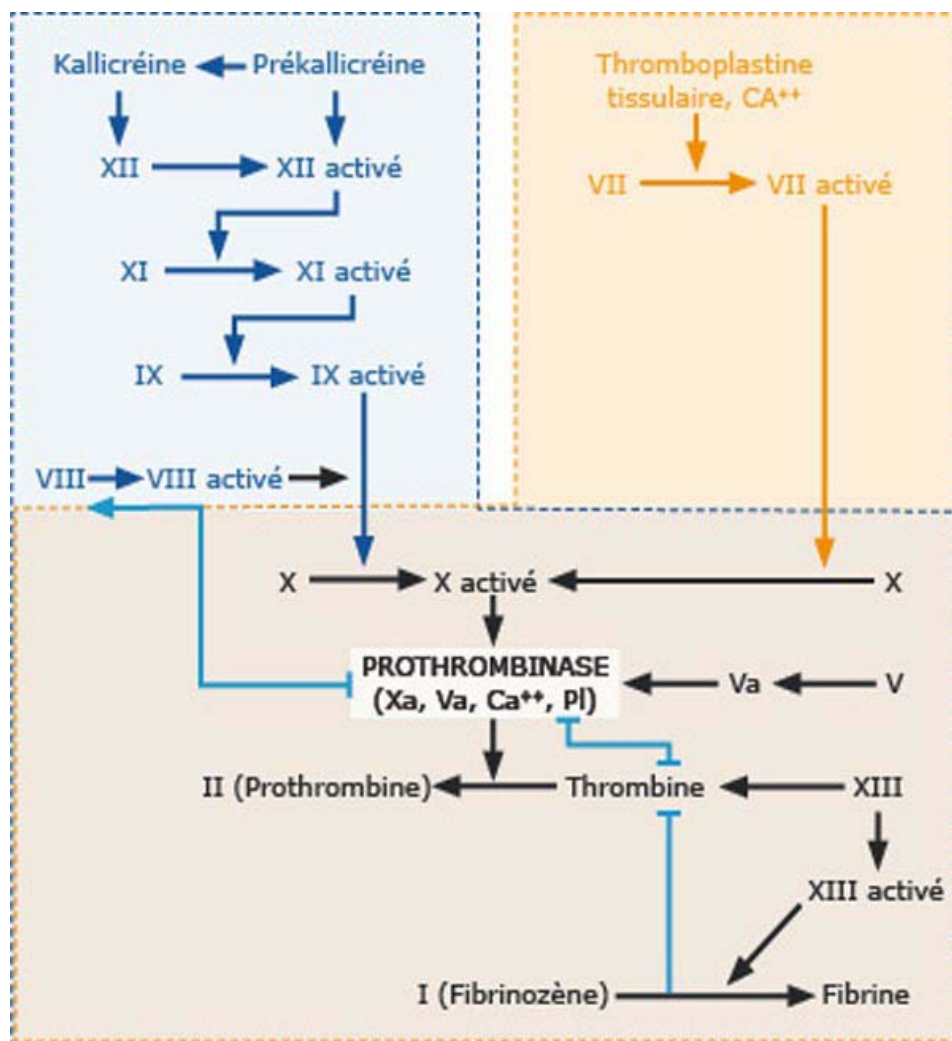 Kallicréine Prékallicréine
Thromboplastine
tissulaire, CA⁺⁺
XII XII activé
VII VII activé
XI XI activé
IX IX activé
VIII VIII activé
X X activé X
PROTHROMBINASE
(Xa, Va, Ca⁺⁺, Pl)
Va V
II (Prothrombine) Thrombine XIII
XIII activé
I (Fibrinozène) Fibrine